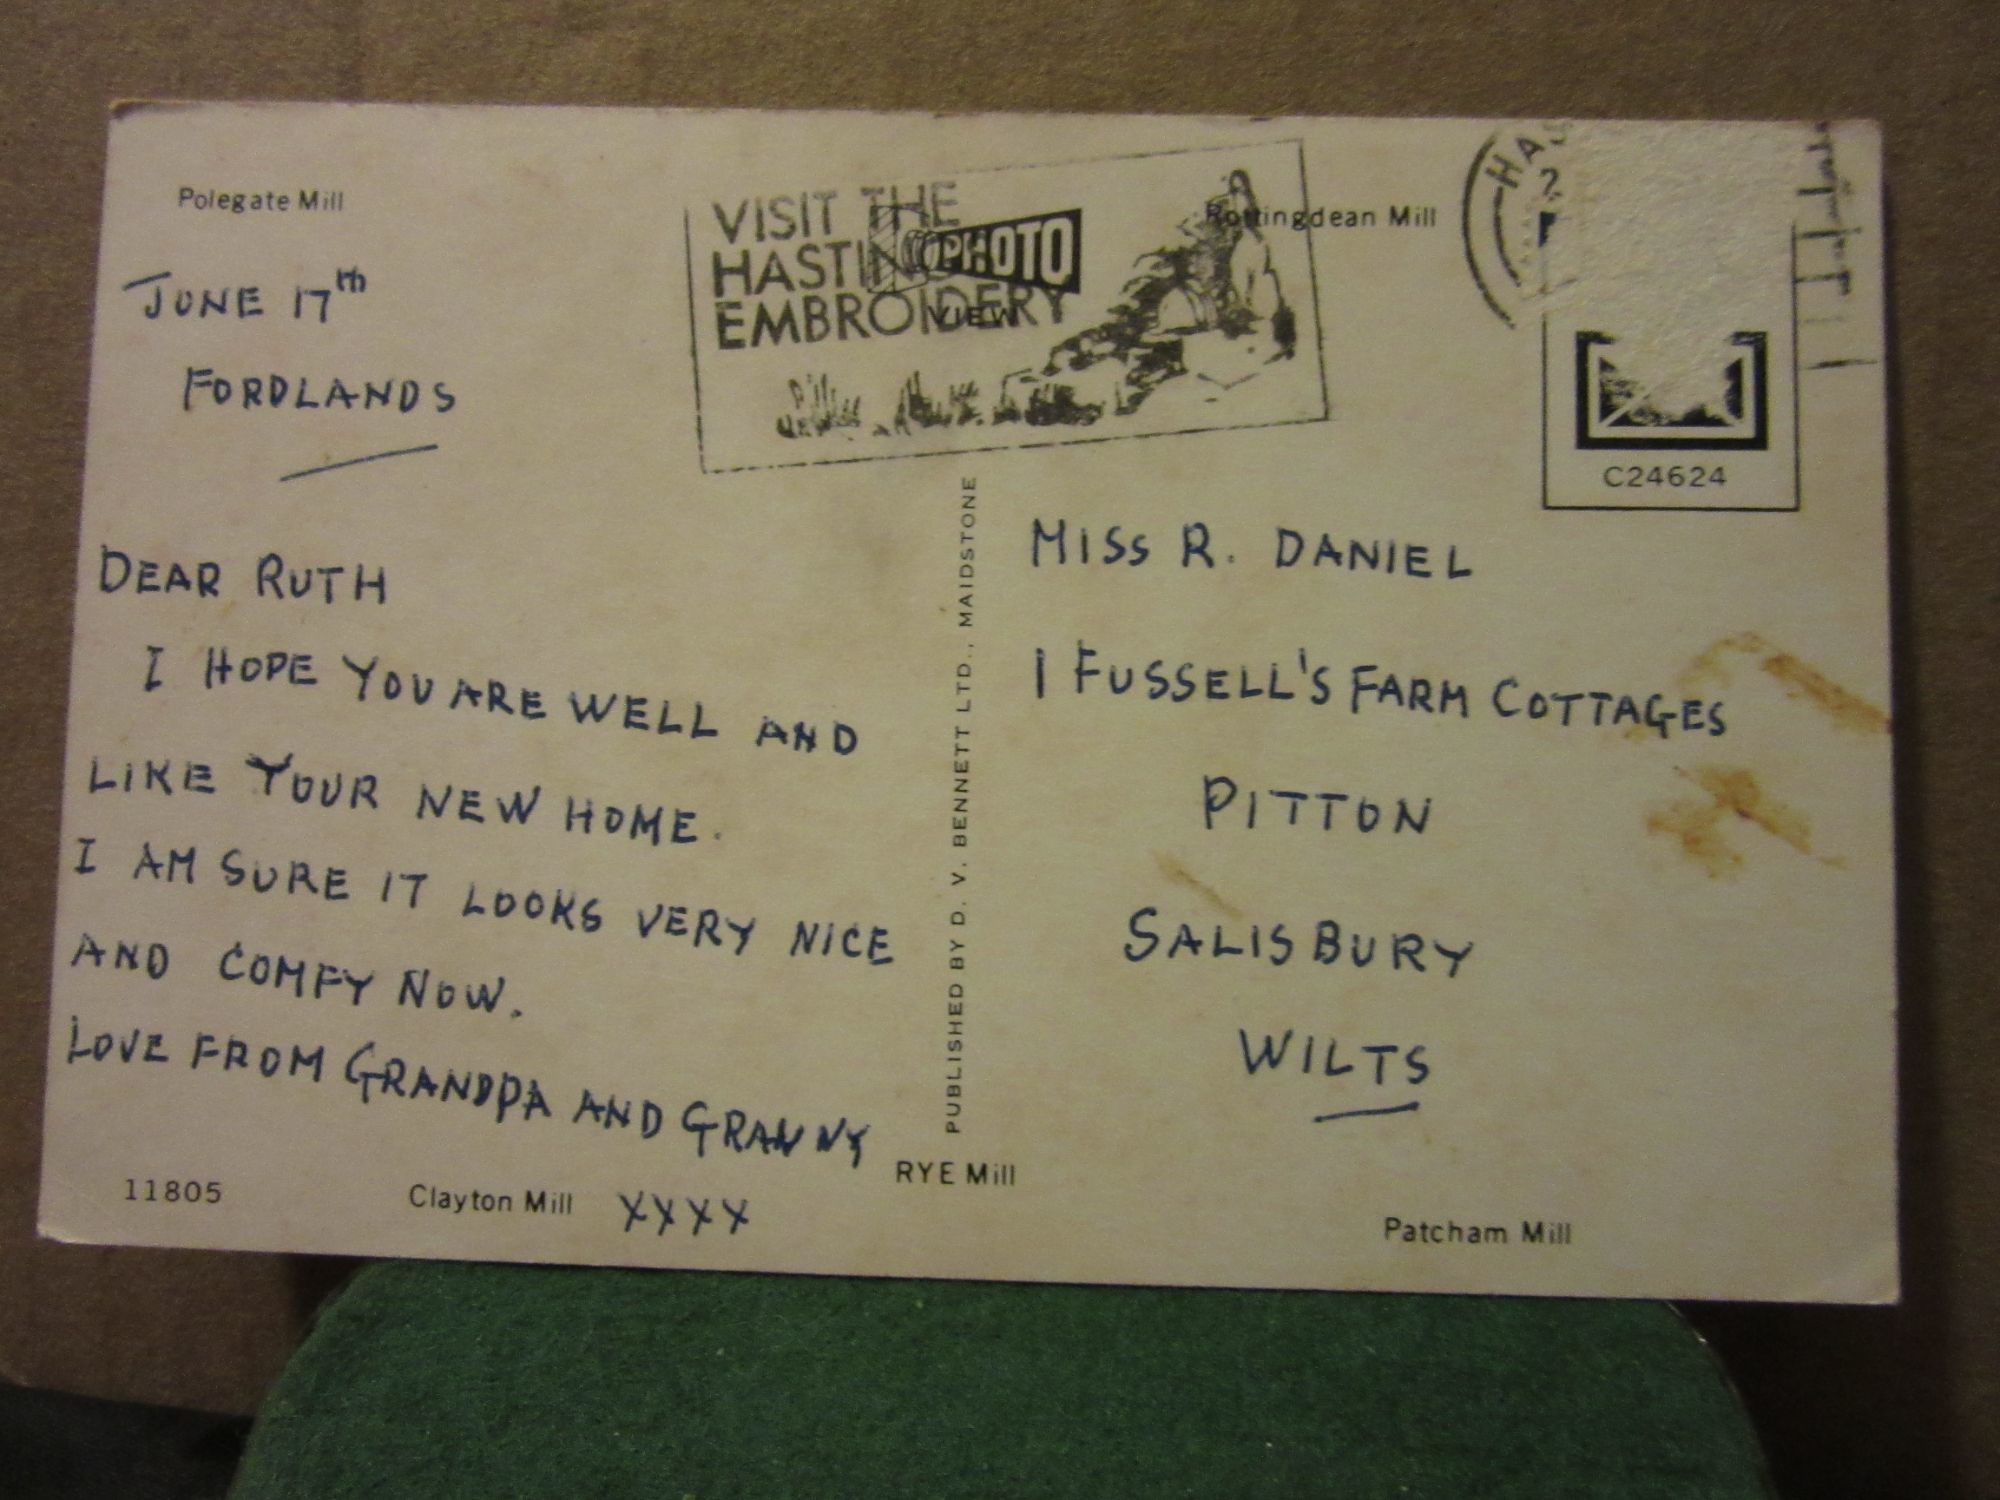 Polegate Mill
Rottingdean Mill
VISIT THE
HASTINGS
EMBROIDERY
PHOTO
VIEW
HAS
C24624
JUNE 17th
FORDLANDS
DEAR RUTH
I HOPE YOU ARE WELL AND
LIKE YOUR NEW HOME.
I AM SURE IT LOOKS VERY NICE
AND COMFY NOW.
LOVE FROM GRANDPA AND GRANNY
XXXX
PUBLISHED BY D. V. BENNETT LTD., MAIDSTONE
MISS R. DANIEL
1 FUSSELL'S FARM COTTAGES
PITTON
SALISBURY
WILTS
11805
Clayton Mill
RYE Mill
Patcham Mill